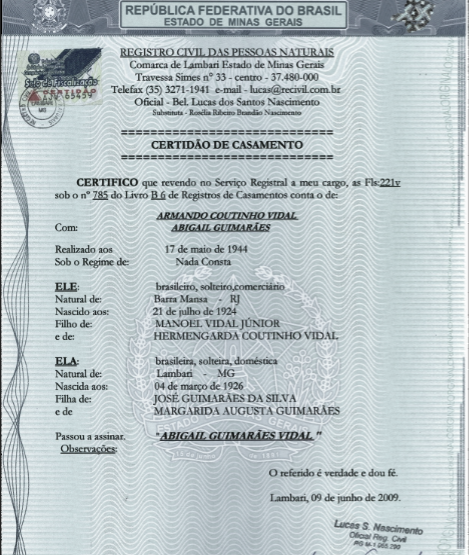 REPÚBLICA FEDERATIVA DO BRASIL
ESTADO DE MINAS GERAIS
REGISTRO CIVIL DAS PESSOAS NATURAIS
Comarca de Lambari Estado de Minas Gerais
Travessa Simes nº 33 - centro - 37.480-000
Telefax (35) 3271-1941 e-mail - lucas@recivil.com.br
Oficial - Bel. Lucas dos Santos Nascimento
Substituta - Rosélia Ribeiro Brandão Nascimento
Selo de Fiscalização
CERTIDÃO
==============================
CERTIDÃO DE CASAMENTO
==============================
CERTIFICO que revendo no Serviço Registral a meu cargo, as Fls:221v
sob o nº 785 do Livro B 6 de Registros de Casamentos conta o de:
ARMANDO COUTINHO VIDAL
Com: ABIGAIL GUIMARÃES
Realizado aos 17 de maio de 1944
Sob o Regime de: Nada Consta
ELE: brasileiro, solteiro,comerciário
Natural de: Barra Mansa - RJ
Nascido aos: 21 de julho de 1924
Filho de: MANOEL VIDAL JÚNIOR
e de: HERMENGARDA COUTINHO VIDAL
ELA: brasileira, solteira, doméstica
Natural de: Lambari - MG
Nascida aos: 04 de março de 1926
Filha de: JOSÉ GUIMARÃES DA SILVA
e de MARGARIDA AUGUSTA GUIMARÃES
Passou a assinar. "ABIGAIL GUIMARÃES VIDAL"
Observações:
O referido é verdade e dou fé.
Lambari, 09 de junho de 2009.
Lucas S. Nascimento
Oficial Reg. Civil